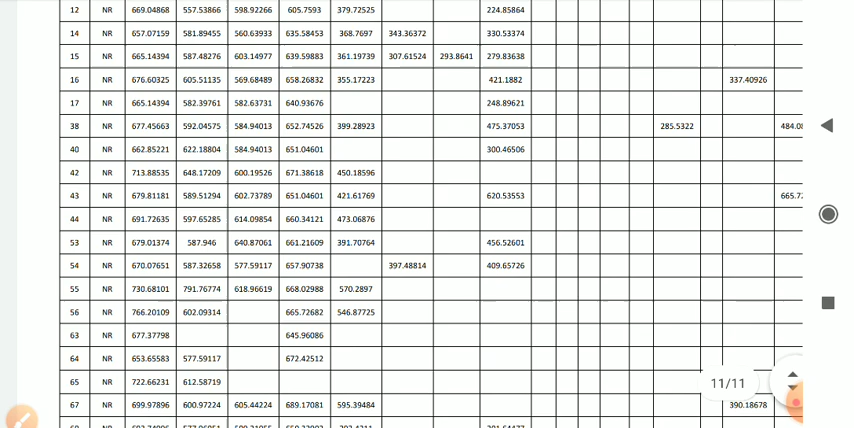 12 NR 669.04868 557.53866 598.92266 605.7593 379.72525 224.85864
14 NR 657.07159 581.89455 560.63933 635.58453 368.7697 343.36372 330.53374
15 NR 665.14394 587.48276 603.14977 639.59883 361.19739 307.61524 293.8641 279.83638
16 NR 676.60325 605.51135 569.68489 658.26832 355.17223 421.1882 337.40926
17 NR 665.14394 582.39761 582.63731 640.93676 248.89621
38 NR 677.45663 592.04575 584.94013 652.74526 399.28923 475.37053 285.5322
40 NR 662.85221 622.18804 584.94013 651.04601 300.46506
42 NR 713.88535 648.17209 600.19526 671.38618 450.18596
43 NR 679.81181 589.51294 602.73789 651.04601 421.61769 620.53553
44 NR 691.72635 597.65285 614.09854 660.34121 473.06876
53 NR 679.01374 587.946 640.87061 661.21609 391.70764 456.52601
54 NR 670.07651 587.32658 577.59117 657.90738 397.48814 409.65726
55 NR 730.68101 791.76774 618.96619 668.02988 570.2897
56 NR 766.20109 602.09314 665.72682 546.87725
63 NR 677.37798 645.96086
64 NR 653.65583 577.59117 672.42512
65 NR 722.66231 612.58719
11/11
67 NR 699.97896 600.97224 605.44224 689.17081 595.39484 390.18678